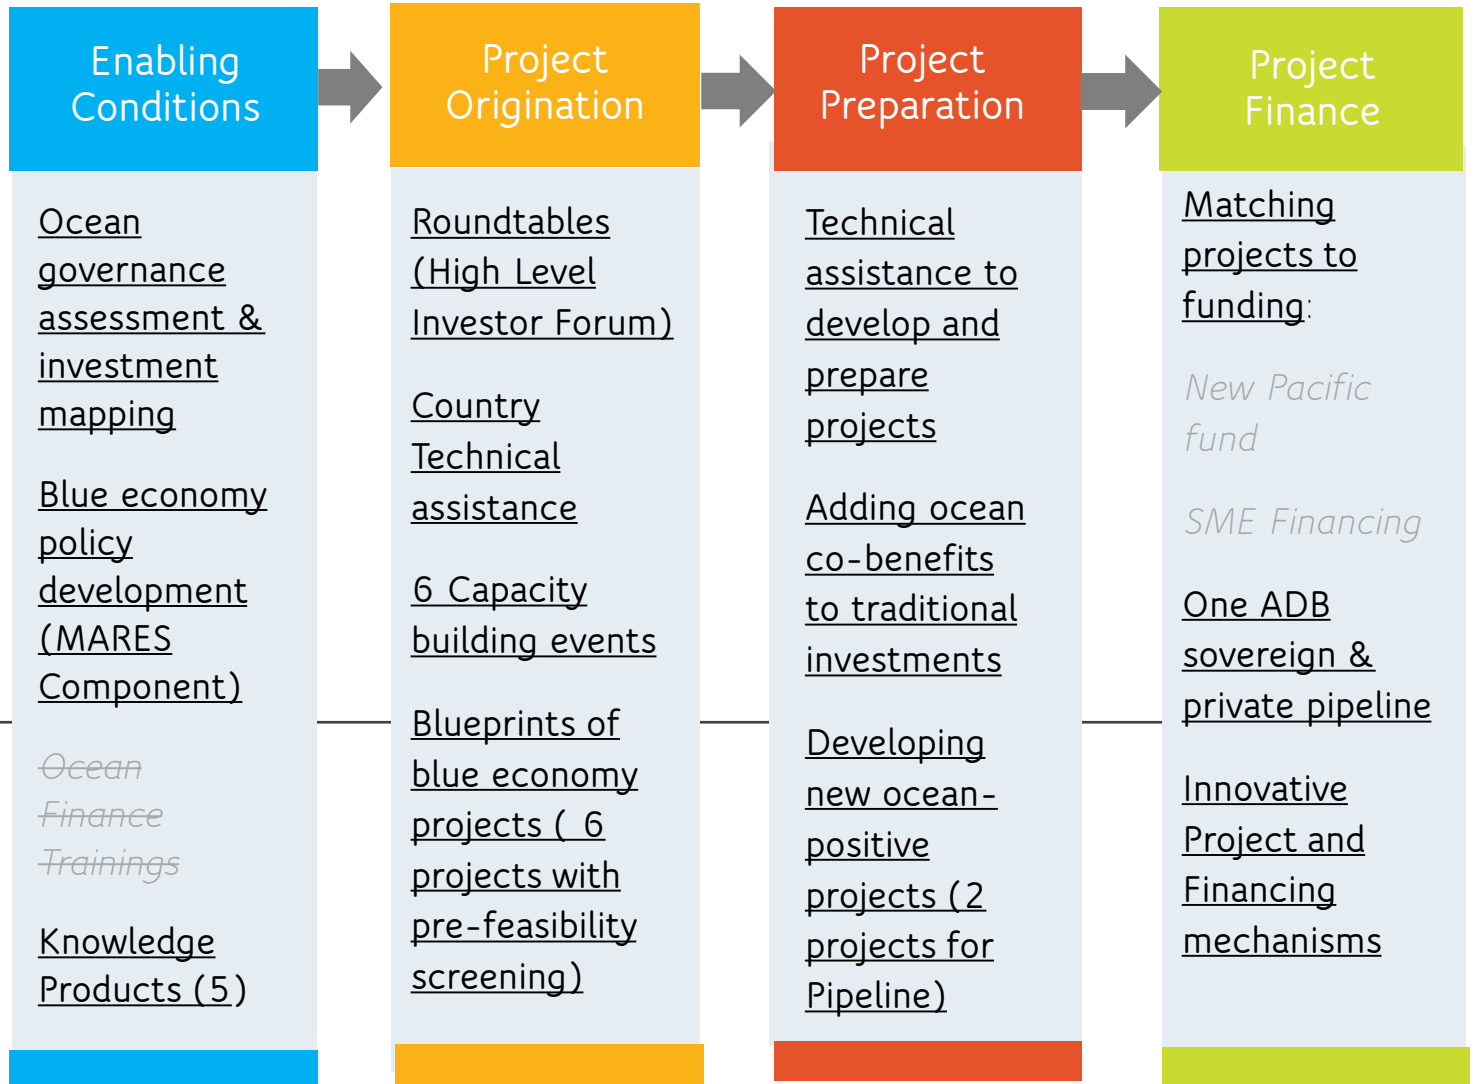 Enabling
Conditions
Ocean
governance
assessment &
investment
mapping
Blue economy
policy
development
(MARES
Component)
Ocean
Finance
Trainings
Knowledge
Products (5)
Project
Origination
Roundtables
(High Level
Investor Forum)
Country
Technical
assistance
6 Capacity
building events
Blueprints of
blue economy
projects ( 6
projects with
pre-feasibility
screening)
Project
Preparation
Technical
assistance to
develop and
prepare
projects
Adding ocean
co-benefits
to traditional
investments
Developing
new ocean-
positive
projects (2
projects for
Pipeline)
Project
Finance
Matching
projects to
funding:
New Pacific
fund
SME Financing
One ADB
sovereign &
private pipeline
Innovative
Project and
Financing
mechanisms